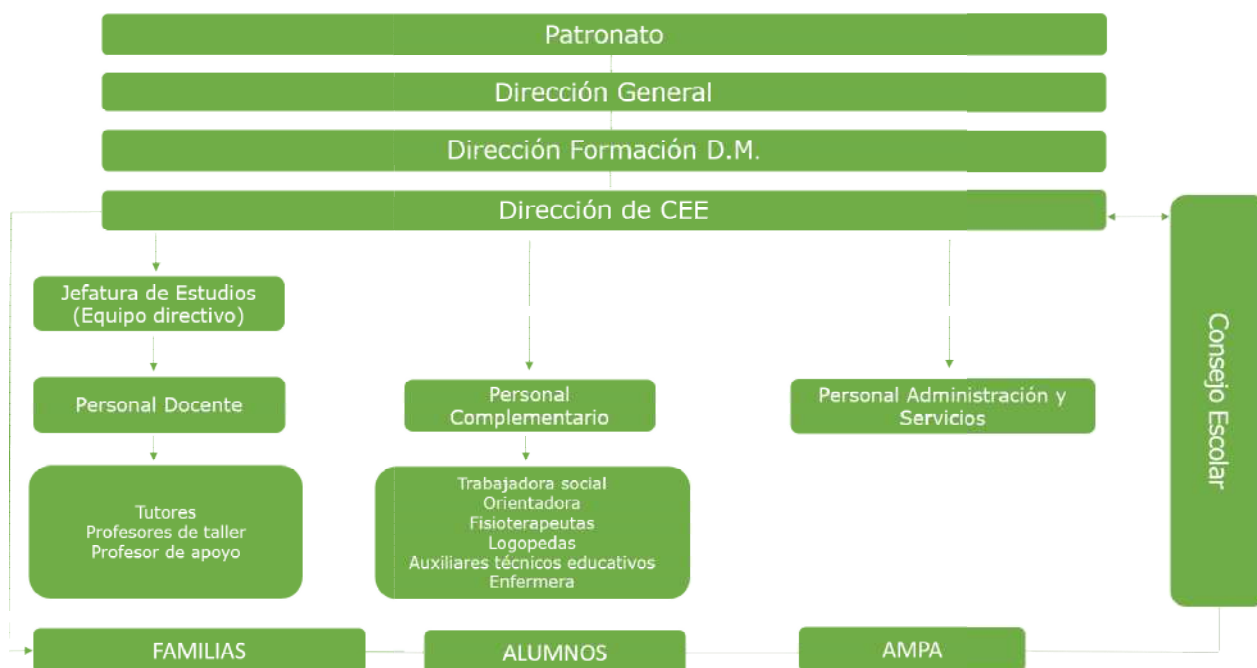 Patronato
Dirección General
Dirección Formación D.M.
Dirección de CEE
Jefatura de Estudios
(Equipo directivo)
Personal Docente
Tutores
Profesores de taller
Profesor de apoyo
Personal
Complementario
Trabajadora social
Orientadora
Fisioterapeutas
Logopedas
Auxiliares técnicos educativos
Enfermera
Personal Administración y
Servicios
Consejo Escolar
FAMILIAS
ALUMNOS
AMPA